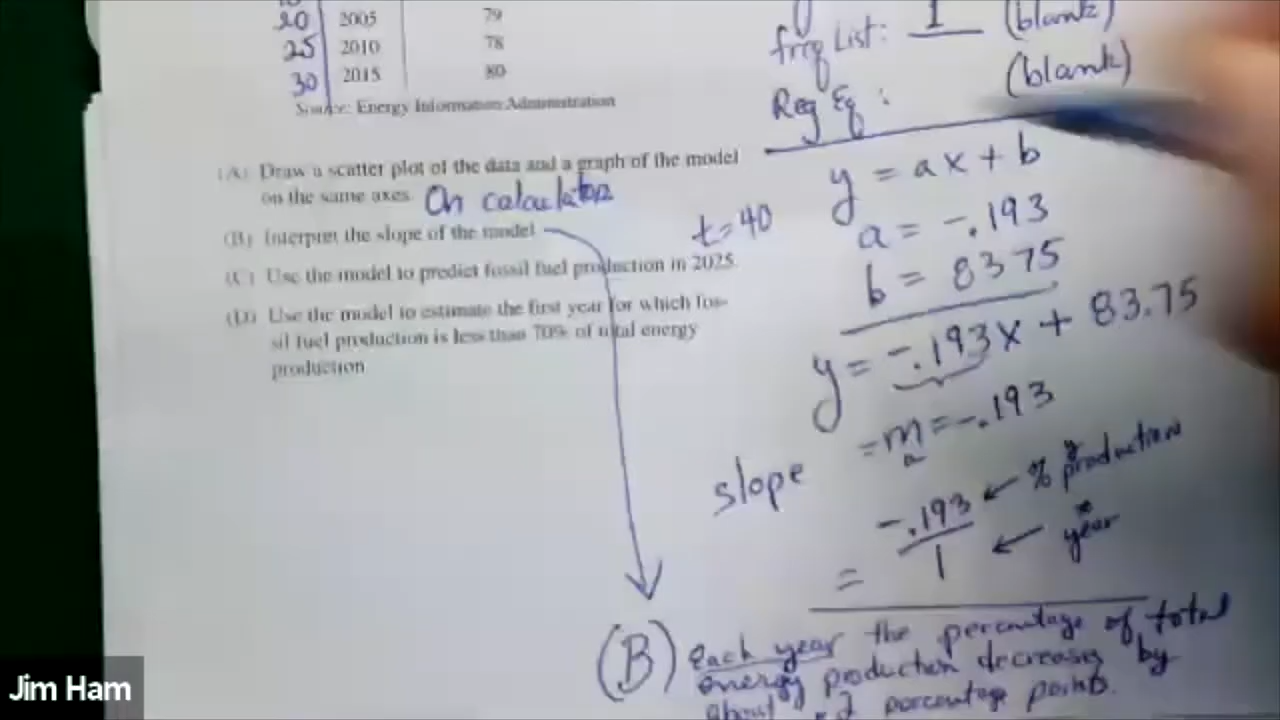 20 2005 79
25 2010 78
30 2015 80
Source: Energy Information Administration
(A) Draw a scatter plot of the data and a graph of the model
on the same axes. On calculator
(B) Interpret the slope of the model
(C) Use the model to predict fossil fuel production in 2025.
(D) Use the model to estimate the first year for which fos-
sil fuel production is less than 70% of total energy
production
t = 40
freq List: 1 (blank)
Reg Eq: (blank)
y = ax + b
a = -.193
b = 83.75
y = -.193x + 83.75
slope = m = -.193
a
= -.193 ← % production
y
1 ← year
x
(B) Each year the percentage of total
energy production decreases by
about .2 percentage points.
Jim Ham